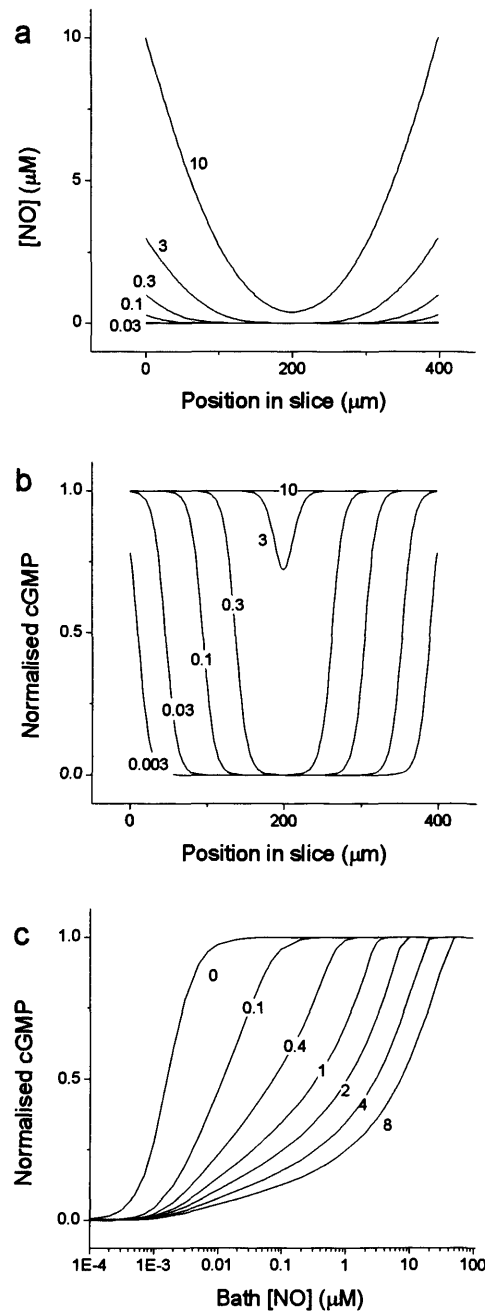 a
10
5
0
[NO] (μM)
10
3
0.3
0.1
0.03
0 200 400
Position in slice (μm)
b
1.0
0.5
0.0
Normalised cGMP
10
3
0.3
0.1
0.03
0.003
0 200 400
Position in slice (μm)
c
1.0
0.5
0.0
Normalised cGMP
0
0.1
0.4
1
2
4
8
1E-4 1E-3 0.01 0.1 1 10 100
Bath [NO] (μM)